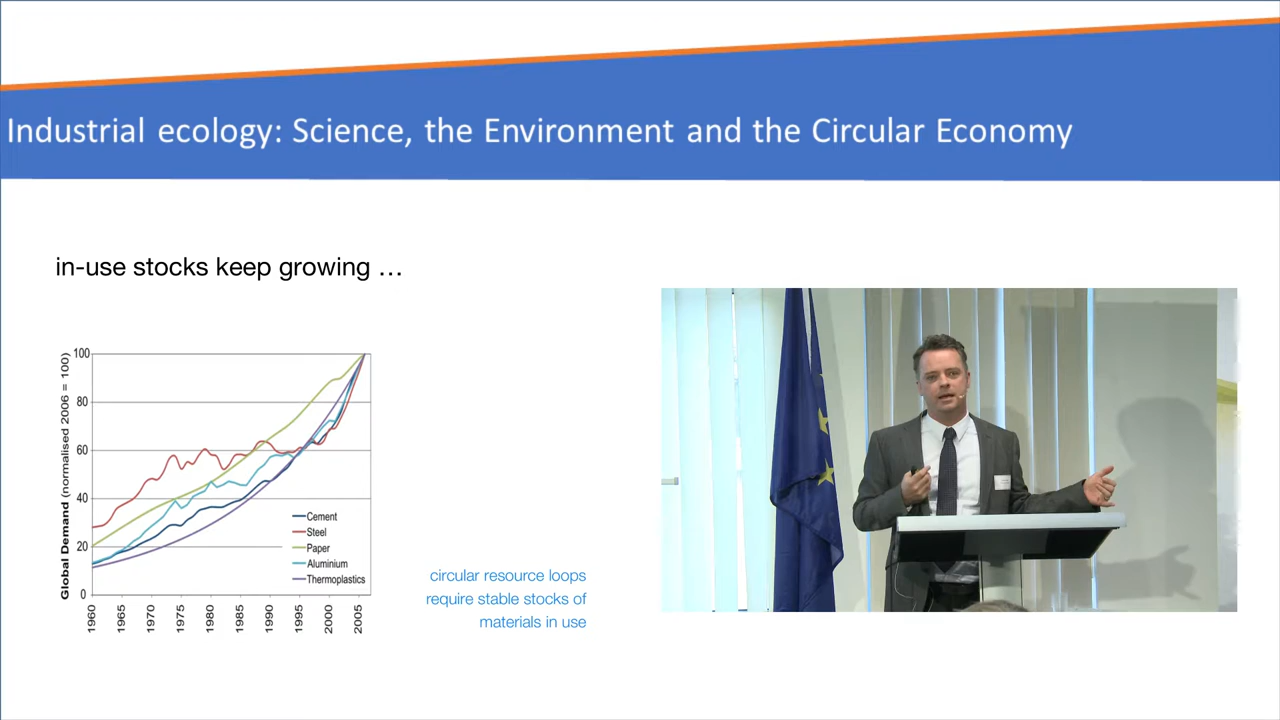 Industrial ecology: Science, the Environment and the Circular Economy
in-use stocks keep growing …
Global Demand (normalised 2006 = 100)
100
80
60
40
20
0
Cement
Steel
Paper
Aluminium
Thermoplastics
1960
1965
1970
1975
1980
1985
1990
1995
2000
2005
circular resource loops
require stable stocks of
materials in use